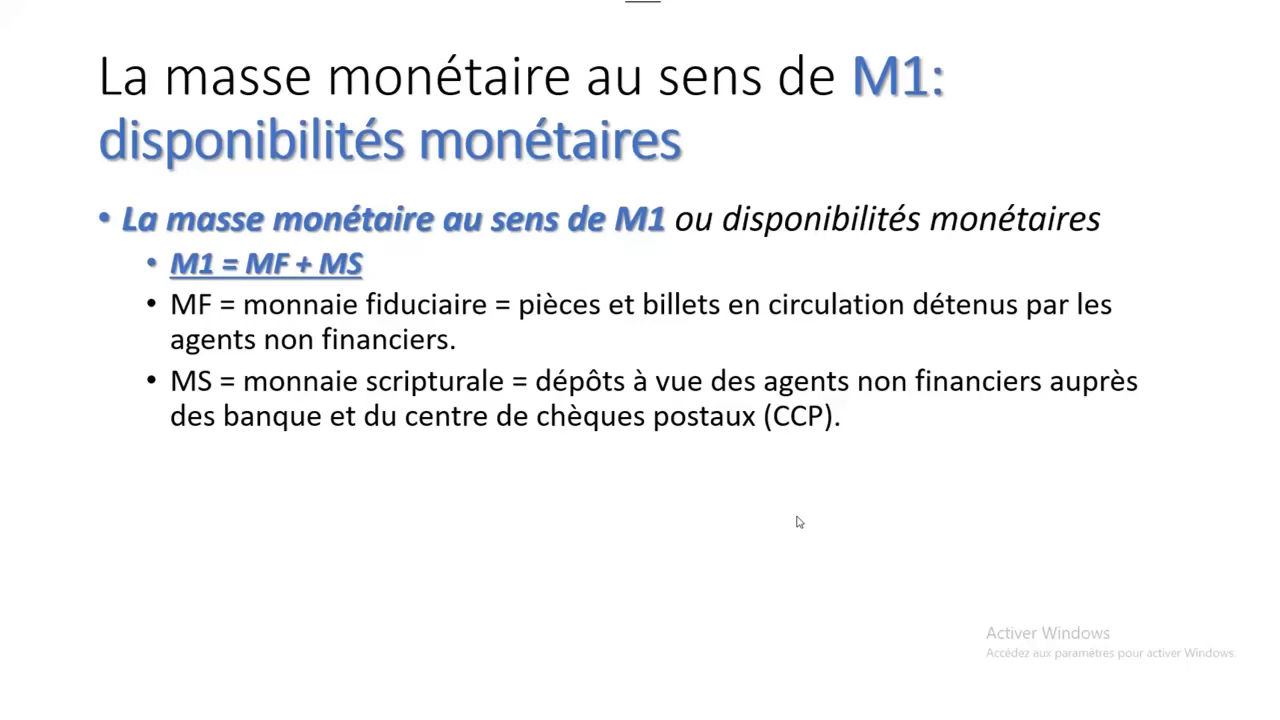 La masse monétaire au sens de M1:
disponibilités monétaires
• La masse monétaire au sens de M1 ou disponibilités monétaires
• M1 = MF + MS
• MF = monnaie fiduciaire = pièces et billets en circulation détenus par les
agents non financiers.
• MS = monnaie scripturale = dépôts à vue des agents non financiers auprès
des banque et du centre de chèques postaux (CCP).
Activer Windows
Accédez aux paramètres pour activer Windows.